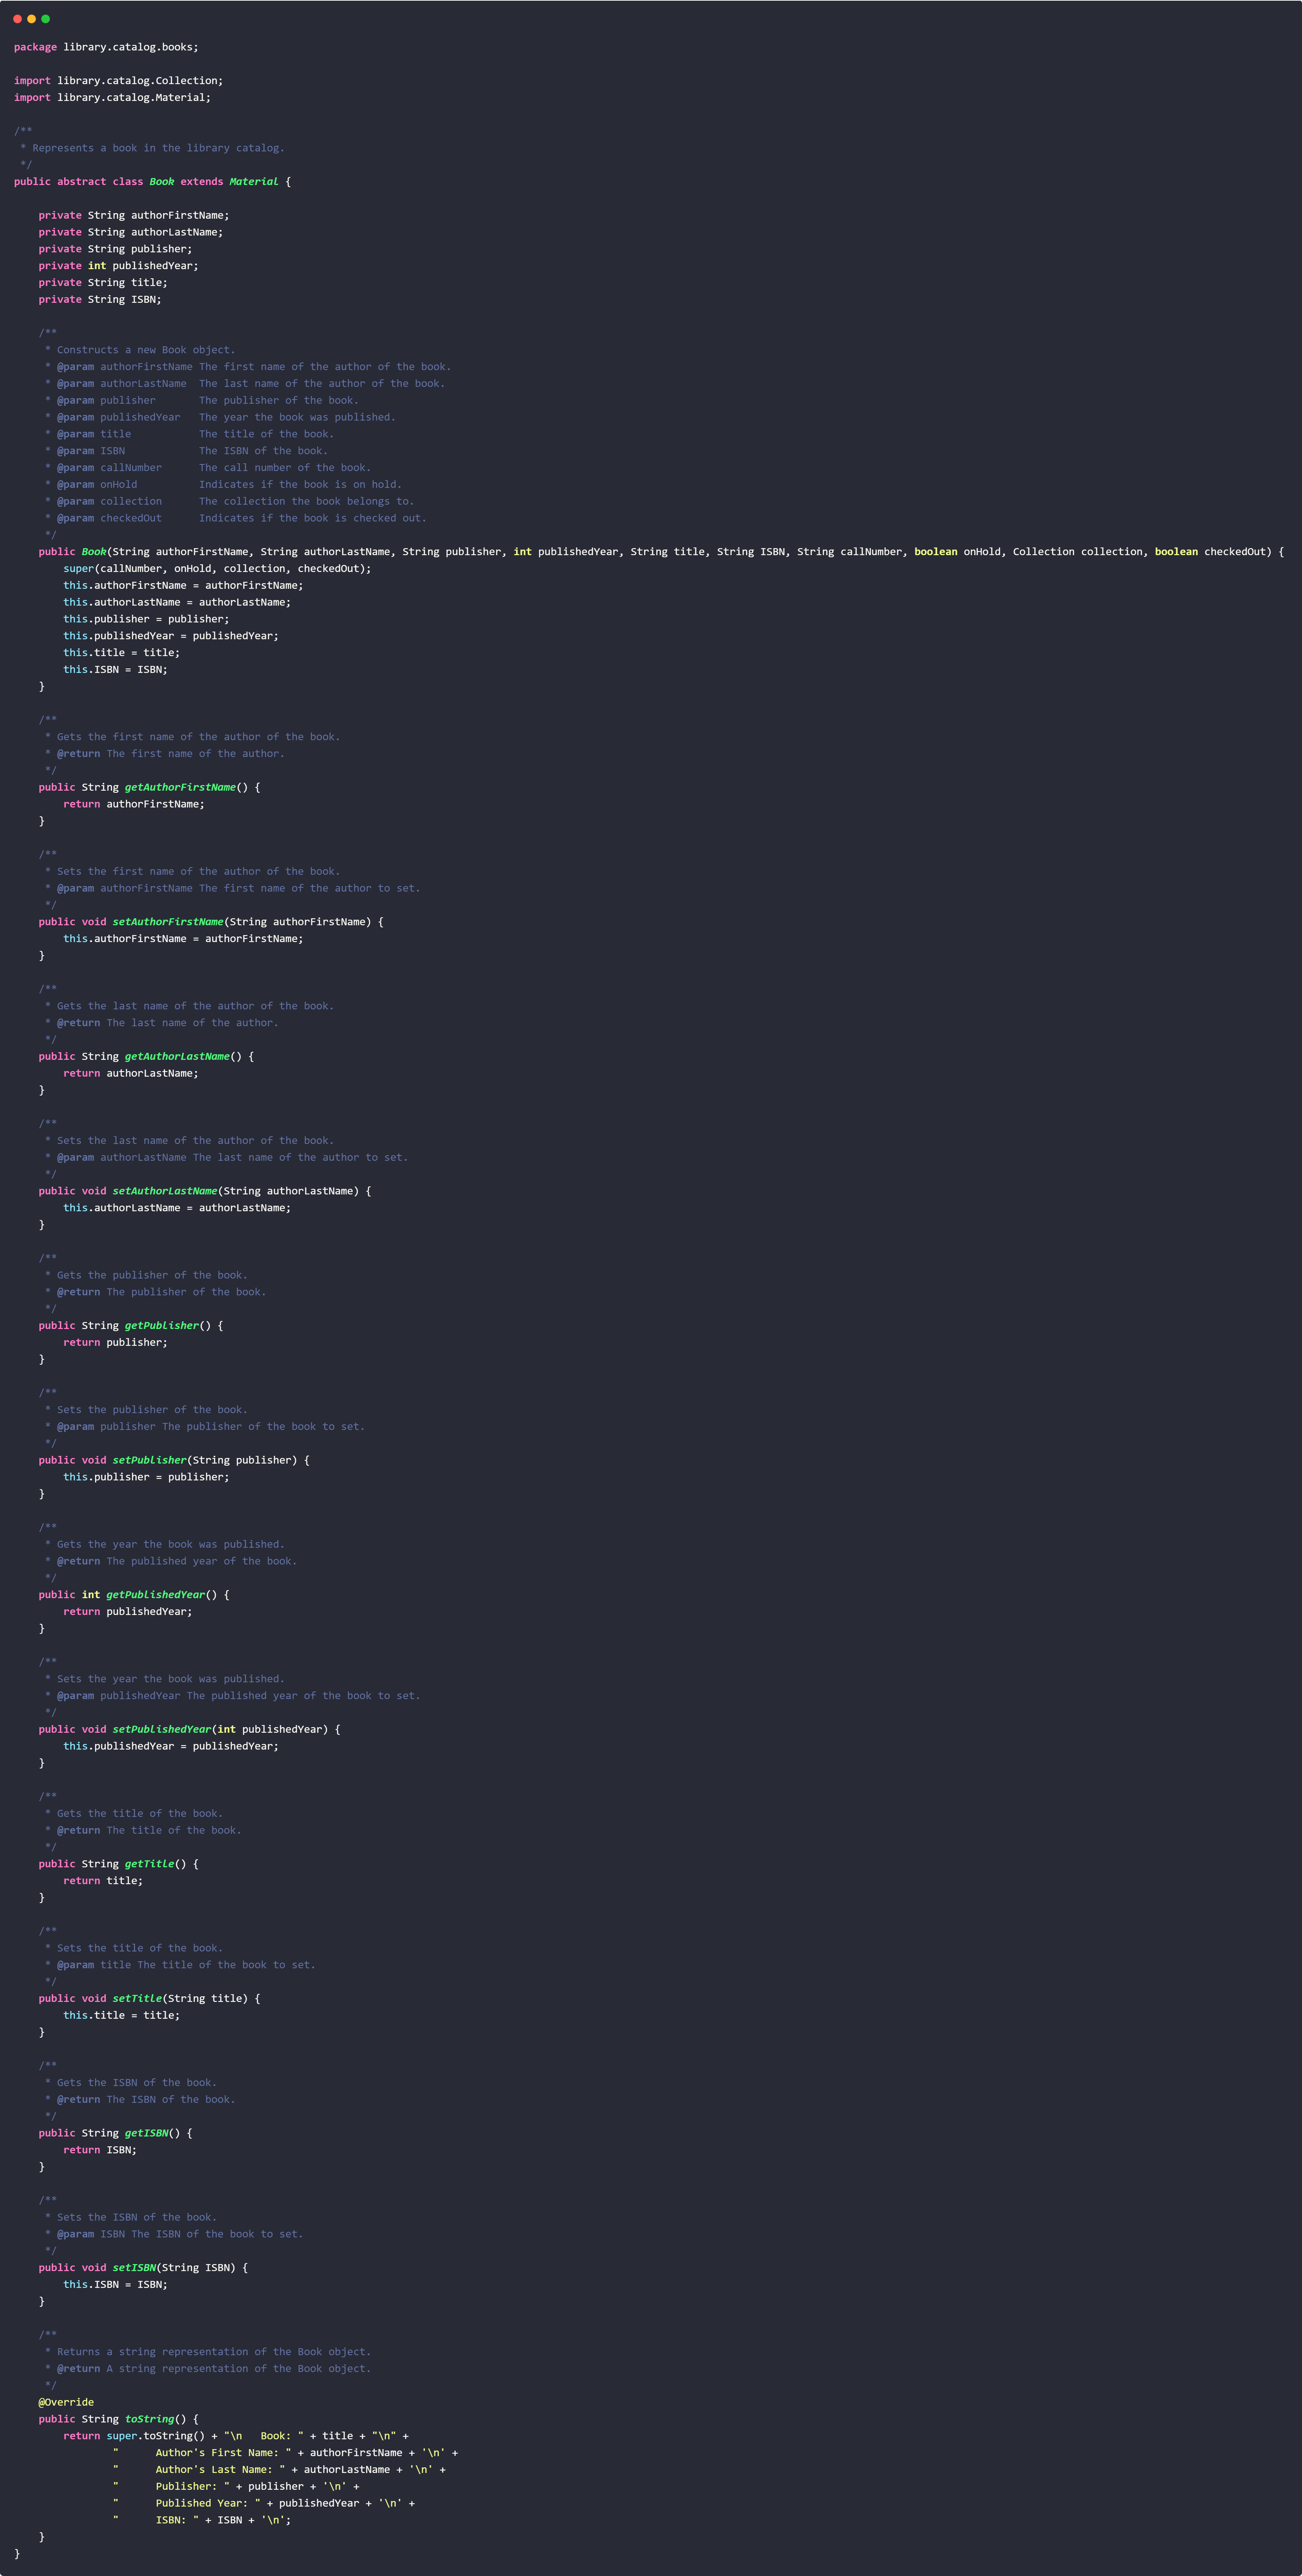 package library.catalog.books;

import library.catalog.Collection;
import library.catalog.Material;

/**
 * Represents a book in the library catalog.
 */
public abstract class Book extends Material {

    private String authorFirstName;
    private String authorLastName;
    private String publisher;
    private int publishedYear;
    private String title;
    private String ISBN;

    /**
     * Constructs a new Book object.
     * @param authorFirstName The first name of the author of the book.
     * @param authorLastName  The last name of the author of the book.
     * @param publisher       The publisher of the book.
     * @param publishedYear   The year the book was published.
     * @param title           The title of the book.
     * @param ISBN            The ISBN of the book.
     * @param callNumber      The call number of the book.
     * @param onHold          Indicates if the book is on hold.
     * @param collection      The collection the book belongs to.
     * @param checkedOut      Indicates if the book is checked out.
     */
    public Book(String authorFirstName, String authorLastName, String publisher, int publishedYear, String title, String ISBN, String callNumber, boolean onHold, Collection collection, boolean checkedOut) {
        super(callNumber, onHold, collection, checkedOut);
        this.authorFirstName = authorFirstName;
        this.authorLastName = authorLastName;
        this.publisher = publisher;
        this.publishedYear = publishedYear;
        this.title = title;
        this.ISBN = ISBN;
    }

    /**
     * Gets the first name of the author of the book.
     * @return The first name of the author.
     */
    public String getAuthorFirstName() {
        return authorFirstName;
    }

    /**
     * Sets the first name of the author of the book.
     * @param authorFirstName The first name of the author to set.
     */
    public void setAuthorFirstName(String authorFirstName) {
        this.authorFirstName = authorFirstName;
    }

    /**
     * Gets the last name of the author of the book.
     * @return The last name of the author.
     */
    public String getAuthorLastName() {
        return authorLastName;
    }

    /**
     * Sets the last name of the author of the book.
     * @param authorLastName The last name of the author to set.
     */
    public void setAuthorLastName(String authorLastName) {
        this.authorLastName = authorLastName;
    }

    /**
     * Gets the publisher of the book.
     * @return The publisher of the book.
     */
    public String getPublisher() {
        return publisher;
    }

    /**
     * Sets the publisher of the book.
     * @param publisher The publisher of the book to set.
     */
    public void setPublisher(String publisher) {
        this.publisher = publisher;
    }

    /**
     * Gets the year the book was published.
     * @return The published year of the book.
     */
    public int getPublishedYear() {
        return publishedYear;
    }

    /**
     * Sets the year the book was published.
     * @param publishedYear The published year of the book to set.
     */
    public void setPublishedYear(int publishedYear) {
        this.publishedYear = publishedYear;
    }

    /**
     * Gets the title of the book.
     * @return The title of the book.
     */
    public String getTitle() {
        return title;
    }

    /**
     * Sets the title of the book.
     * @param title The title of the book to set.
     */
    public void setTitle(String title) {
        this.title = title;
    }

    /**
     * Gets the ISBN of the book.
     * @return The ISBN of the book.
     */
    public String getISBN() {
        return ISBN;
    }

    /**
     * Sets the ISBN of the book.
     * @param ISBN The ISBN of the book to set.
     */
    public void setISBN(String ISBN) {
        this.ISBN = ISBN;
    }

    /**
     * Returns a string representation of the Book object.
     * @return A string representation of the Book object.
     */
    @Override
    public String toString() {
        return super.toString() + "\n   Book: " + title + "\n" +
                "      Author's First Name: " + authorFirstName + '\n' +
                "      Author's Last Name: " + authorLastName + '\n' +
                "      Publisher: " + publisher + '\n' +
                "      Published Year: " + publishedYear + '\n' +
                "      ISBN: " + ISBN + '\n';
    }
}